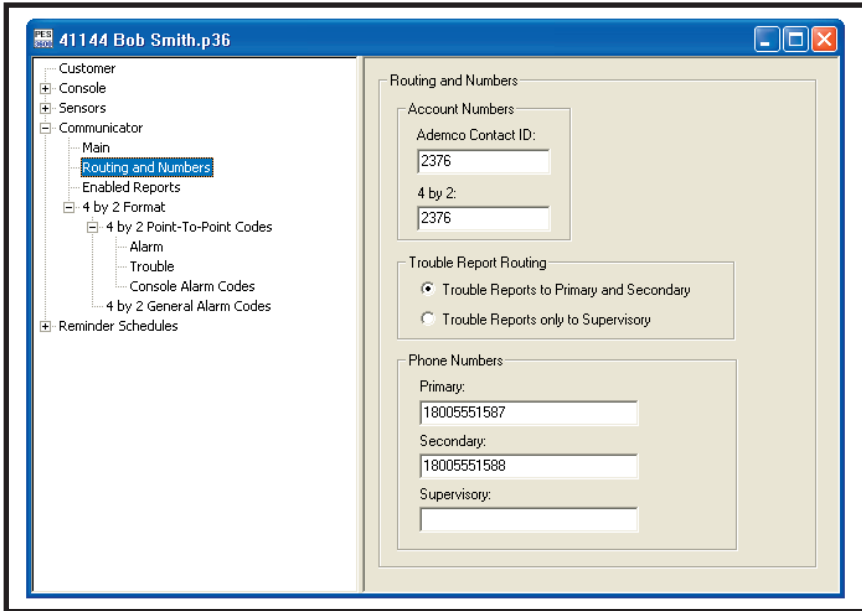 PES
41144 Bob Smith.p36
Customer
Console
Sensors
Communicator
Main
Routing and Numbers
Enabled Reports
4 by 2 Format
4 by 2 Point-To-Point Codes
Alarm
Trouble
Console Alarm Codes
4 by 2 General Alarm Codes
Reminder Schedules
Routing and Numbers
Account Numbers
Ademco Contact ID:
2376
4 by 2:
2376
Trouble Report Routing
Trouble Reports to Primary and Secondary
Trouble Reports only to Supervisory
Phone Numbers
Primary:
18005551587
Secondary:
18005551588
Supervisory: